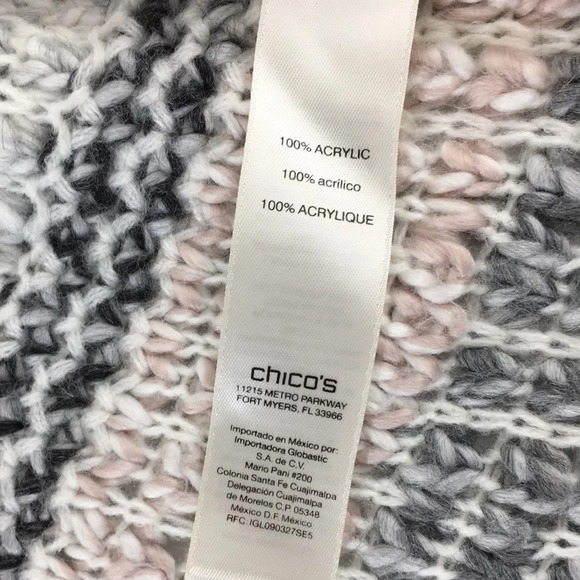 100% ACRYLIC
100% acrílico
100% ACRYLIQUE
chico's
11215 METRO PARKWAY
FORT MYERS, FL 33966
Importado en México por:
Importadora Globastic
S.A. de C.V.
Mario Pani #200
Colonia Santa Fe Cuajimalpa
Delegación Cuajimalpa
de Morelos C.P. 05348
México D.F. México
RFC: IGL090327SE5